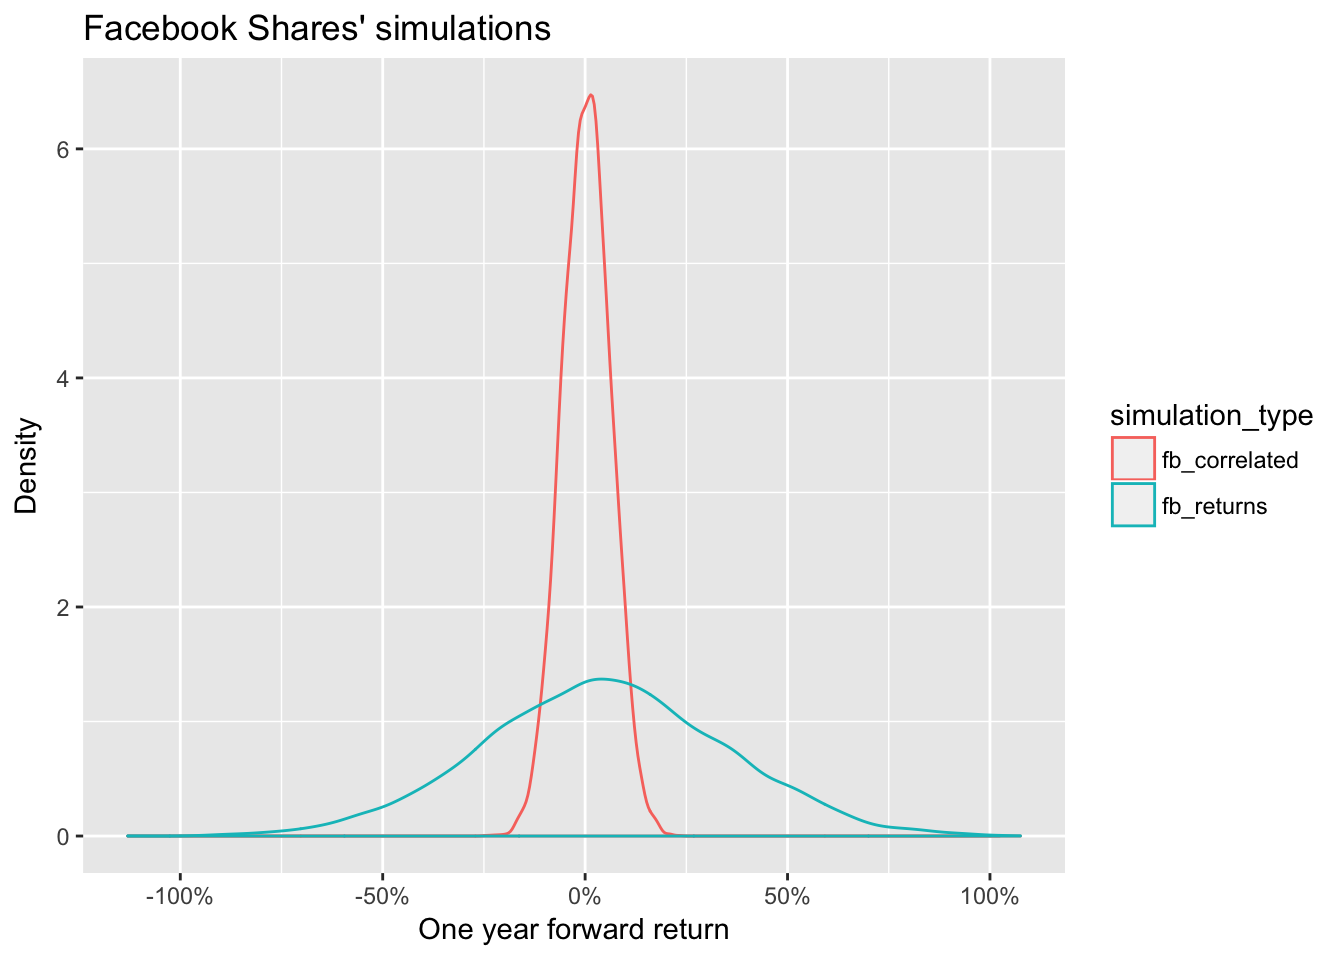 Facebook Shares' simulations
6
4
2
0
Density
-100%
-50%
0%
50%
100%
One year forward return
simulation_type
fb_correlated
fb_returns